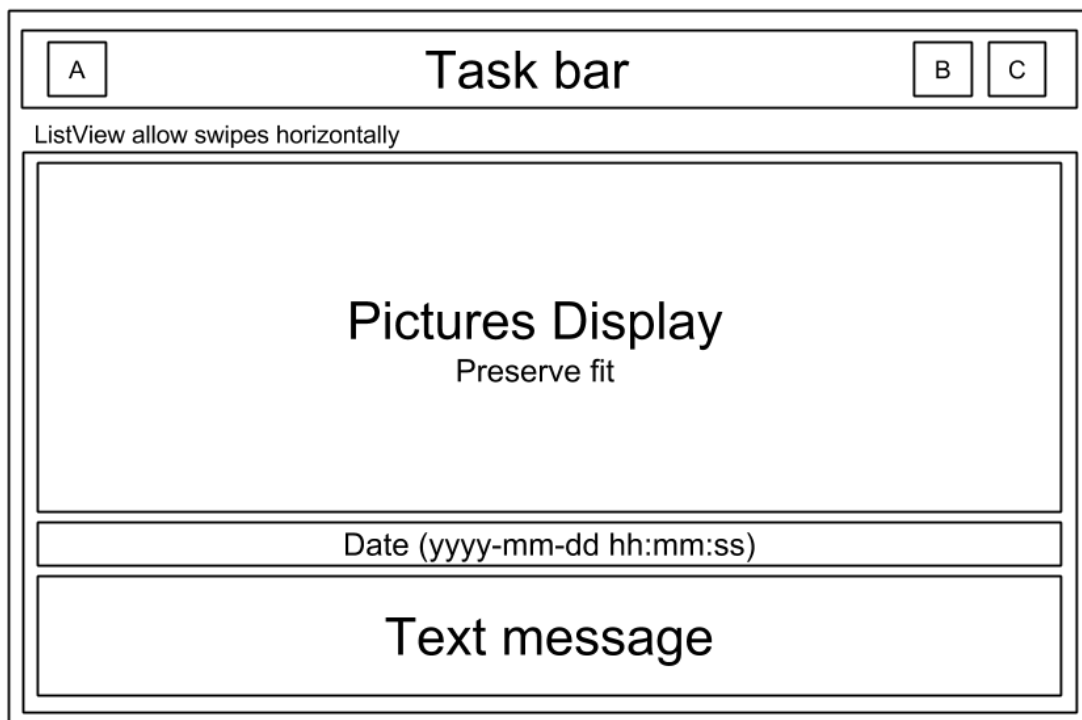 A Task bar B C
ListView allow swipes horizontally
Pictures Display
Preserve fit
Date (yyyy-mm-dd hh:mm:ss)
Text message